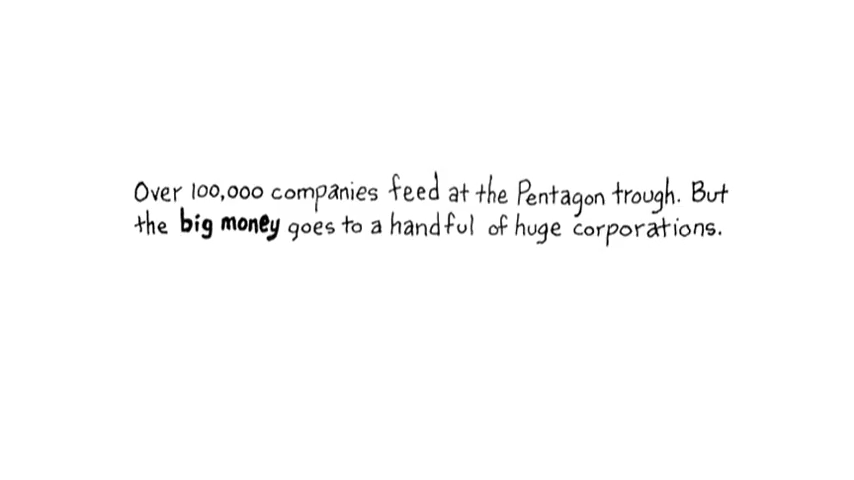 Over 100,000 companies feed at the Pentagon trough. But
the big money goes to a handful of huge corporations.